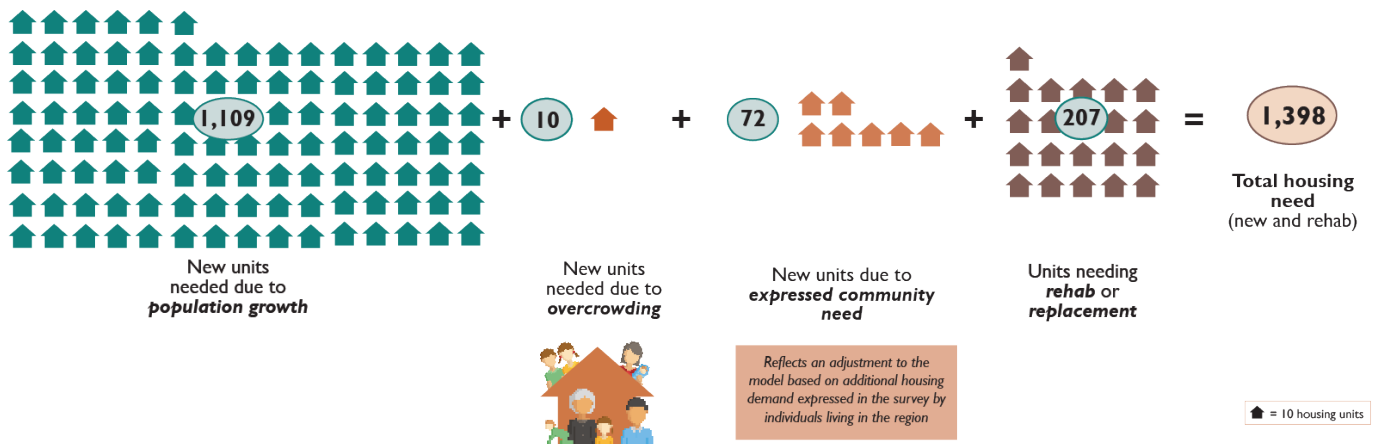 1,109
+
10
+
72
+
207
=
1,398
Total housing
need
(new and rehab)
New units
needed due to
population growth
New units
needed due to
overcrowding
New units due to
expressed community
need
Units needing
rehab or
replacement
Reflects an adjustment to the
model based on additional housing
demand expressed in the survey by
individuals living in the region
= 10 housing units